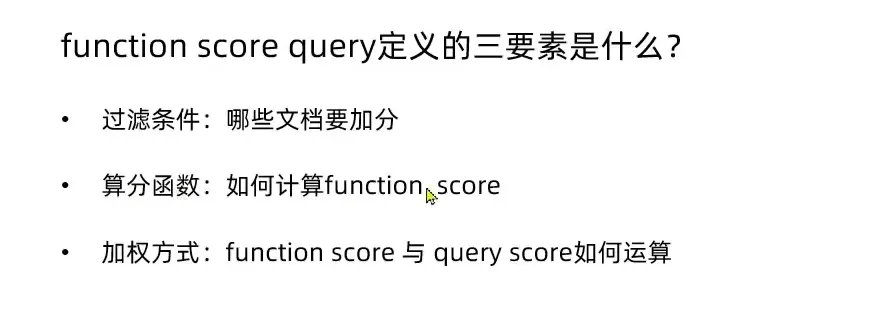 function score query定义的三要素是什么？
• 过滤条件：哪些文档要加分
• 算分函数：如何计算function score
• 加权方式：function score 与 query score如何运算